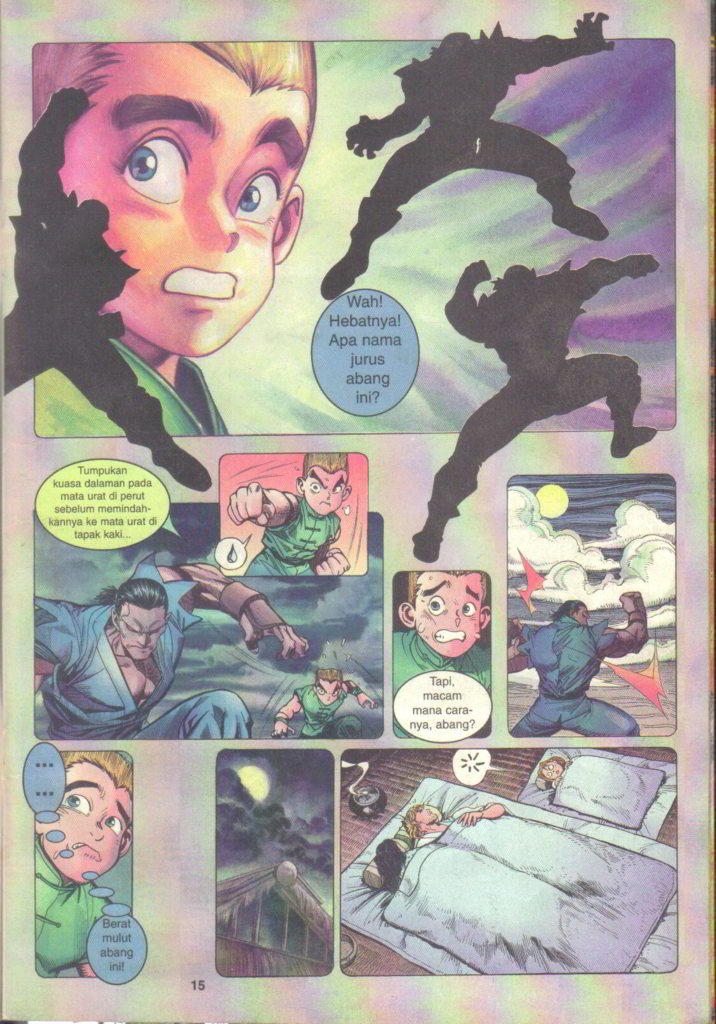 Wah!
Hebatnya!
Apa nama
jurus
abang
ini?
Tumpukan
kuasa dalaman pada
mata urat di perut
sebelum memindah-
kannya ke mata urat di
tapak kaki...
Tapi,
macam
mana cara-
nya, abang?
...
...
Berat
mulut
abang
ini!
15